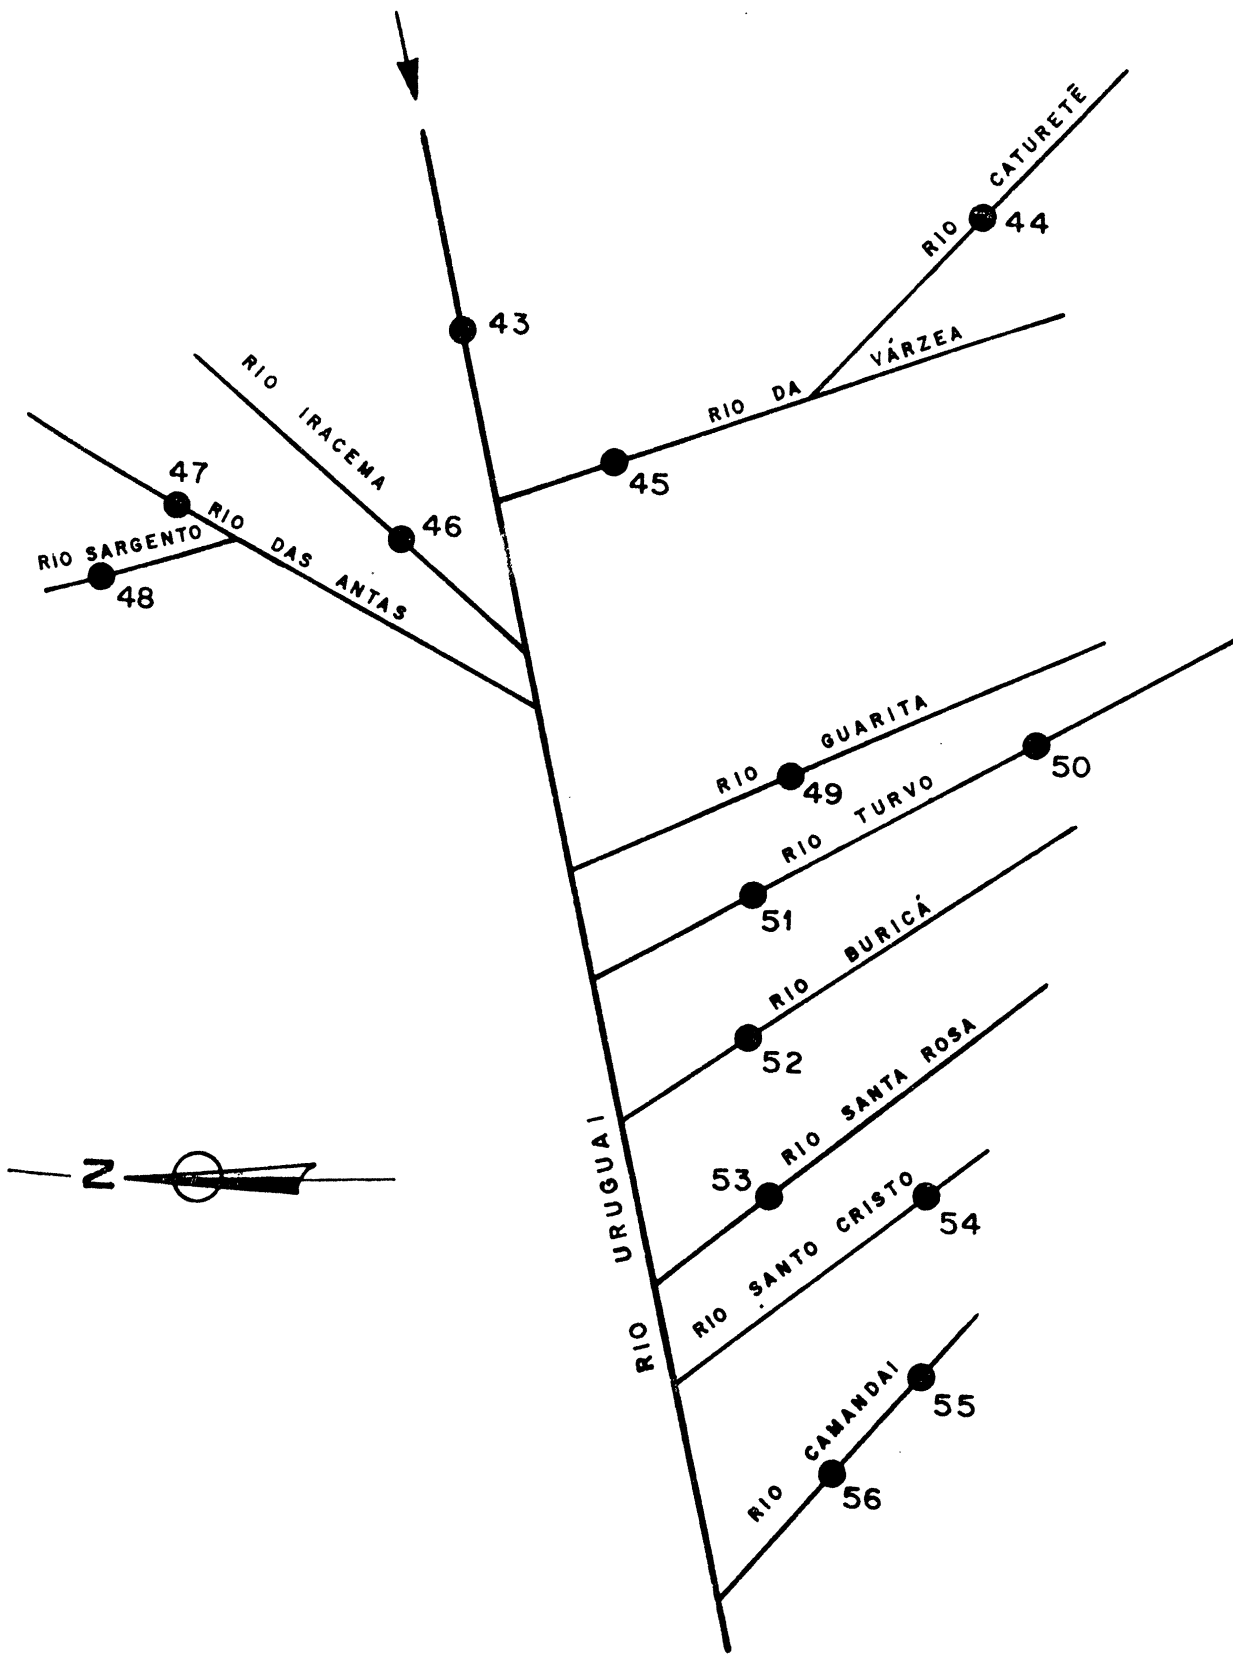 RIO CATURETĒ
44
43
RIO DA VÁRZEA
45
RIO IRACEMA
46
47
RIO DAS ANTAS
RIO SARGENTO
48
RIO GUARITA
49
50
RIO TURVO
51
RIO BURICÁ
52
RIO SANTA ROSA
53
N
RIO URUGUAI
RIO SANTO CRISTO
54
RIO CAMANDAI
55
56